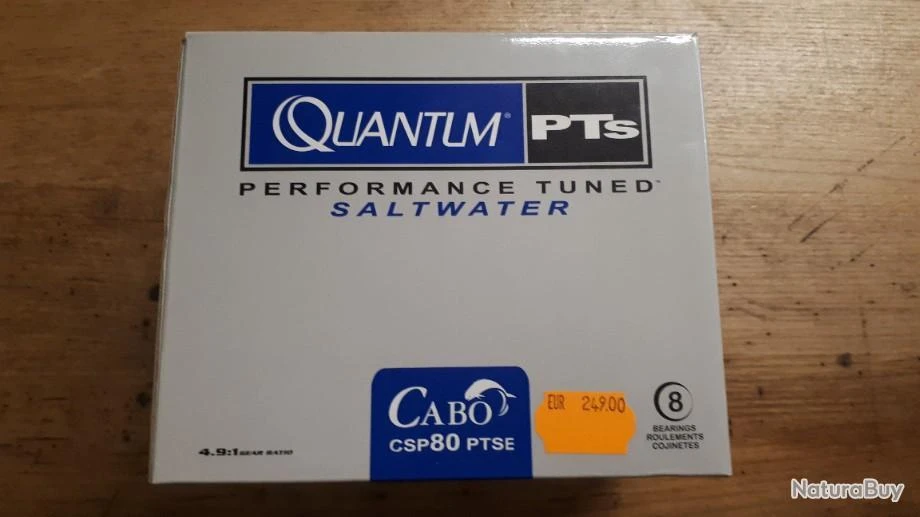 QUANTUM® PTs
PERFORMANCE TUNED™
SALTWATER
CABO
CSP80 PTSE
EUR 249.00
8
BEARINGS
ROULEMENTS
COJINETES
4.9:1 GEAR RATIO
NaturaBuy